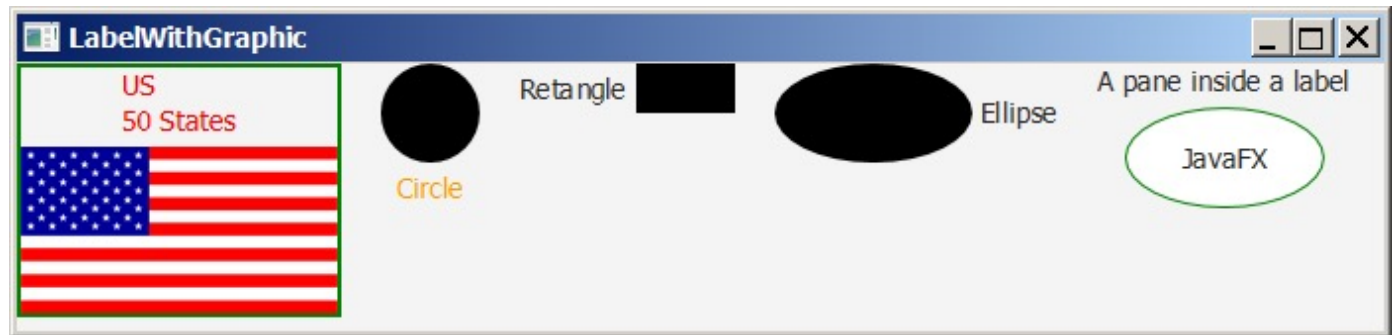 LabelWithGraphic
US
50 States
Circle
Retangle
Ellipse
A pane inside a label
JavaFX